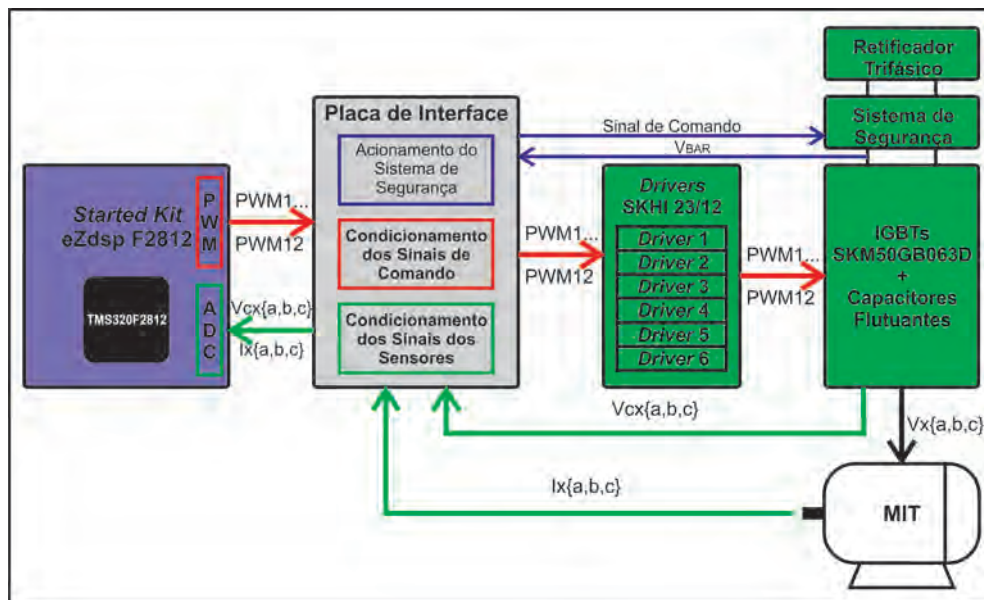 Retificador
Trifásico
Placa de Interface
Sinal de Comando
VBAR
Sistema de
Segurança
Acionamento do
Sistema de
Segurança
Started Kit
eZdsp F2812
PWM
PWM1...
PWM12
TMS320F2812
ADC
Vcx{a,b,c}
Ix{a,b,c}
Condicionamento
dos Sinais de
Comando
PWM1...
PWM12
Condicionamento
dos Sinais dos
Sensores
Drivers
SKHI 23/12
Driver 1
Driver 2
Driver 3
Driver 4
Driver 5
Driver 6
PWM1...
PWM12
IGBTs
SKM50GB063D
+
Capacitores
Flutuantes
Vcx{a,b,c}
Vx{a,b,c}
Ix{a,b,c}
MIT